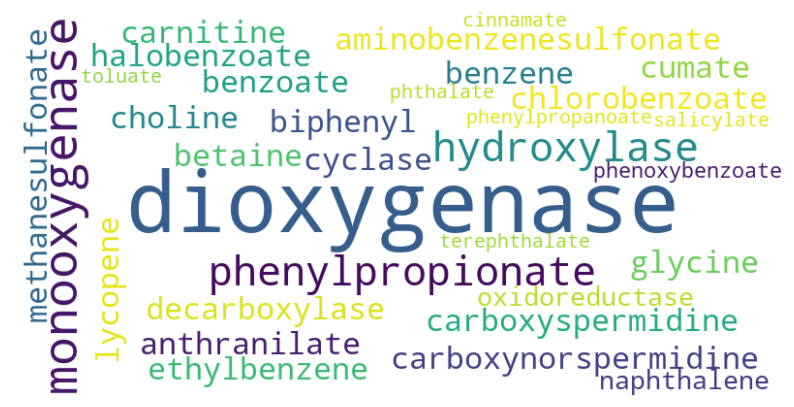 cinnamate
carnitine
aminobenzenesulfonate
halobenzoate
cumate
benzene
toluate
benzoate
phthalate
chlorobenzoate
choline
biphenyl
phenylpropanoate
salicylate
methanesulfonate
monooxygenase
hydroxylase
betaine
cyclase
phenoxybenzoate
dioxygenase
terephthalate
lycopene
phenylpropionate
glycine
oxidoreductase
decarboxylase
carboxyspermidine
anthranilate
carboxynorspermidine
ethylbenzene
naphthalene